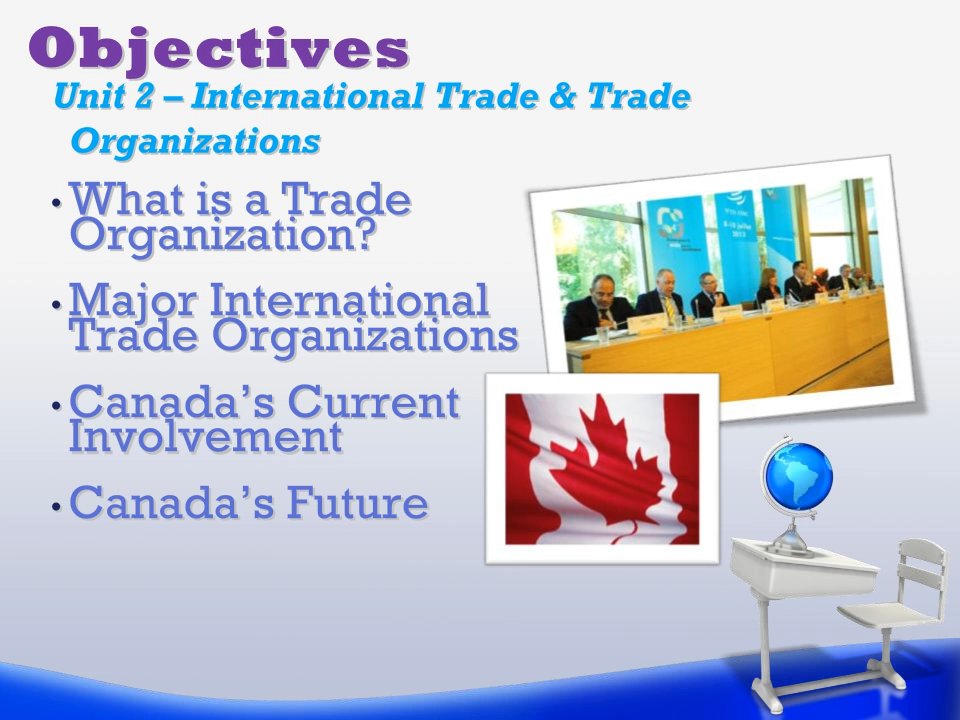 Objectives
Unit 2 – International Trade & Trade
Organizations
• What is a Trade
Organization?
• Major International
Trade Organizations
• Canada’s Current
Involvement
• Canada’s Future